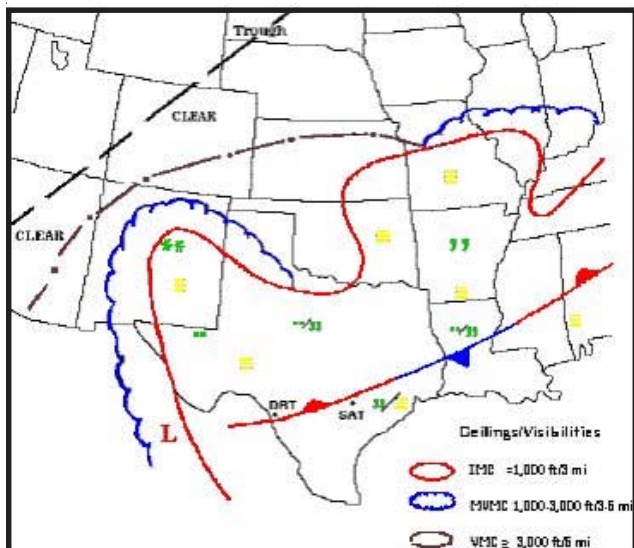 Trough
CLEAR
CLEAR
DRT
SAT
L
Ceilings/Visibilities
IMC =1,000 ft/3 mi
MVMC 1,000-3,000 ft/3-5 mi
VMC ≥ 3,000 ft/5 mi